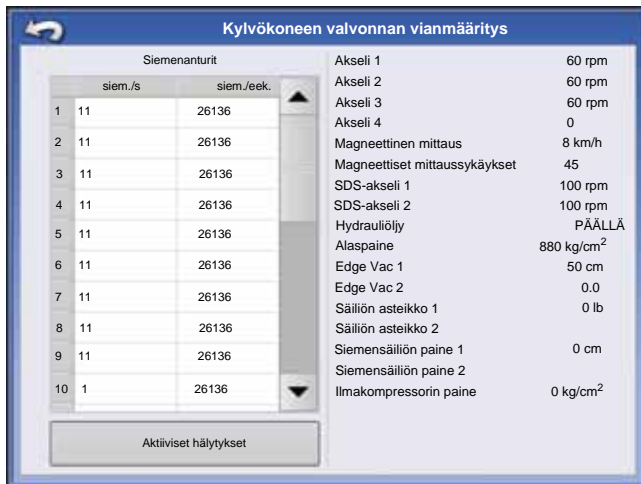 Kylvökoneen valvonnan vianmääritys
Siemenanturit
siem./s siem./eek.
1 11 26136
2 11 26136
3 11 26136
4 11 26136
5 11 26136
6 11 26136
7 11 26136
8 11 26136
9 11 26136
10 1 26136
Aktiiviset hälytykset
Akseli 1 60 rpm
Akseli 2 60 rpm
Akseli 3 60 rpm
Akseli 4 0
Magneettinen mittaus 8 km/h
Magneettiset mittaussykäykset 45
SDS-akseli 1 100 rpm
SDS-akseli 2 100 rpm
Hydrauliöljy PÄÄLLÄ
Alaspaine 880 kg/cm²
Edge Vac 1 50 cm
Edge Vac 2 0.0
Säiliön asteikko 1 0 lb
Säiliön asteikko 2
Siemensäiliön paine 1 0 cm
Siemensäiliön paine 2
Ilmakompressorin paine 0 kg/cm²